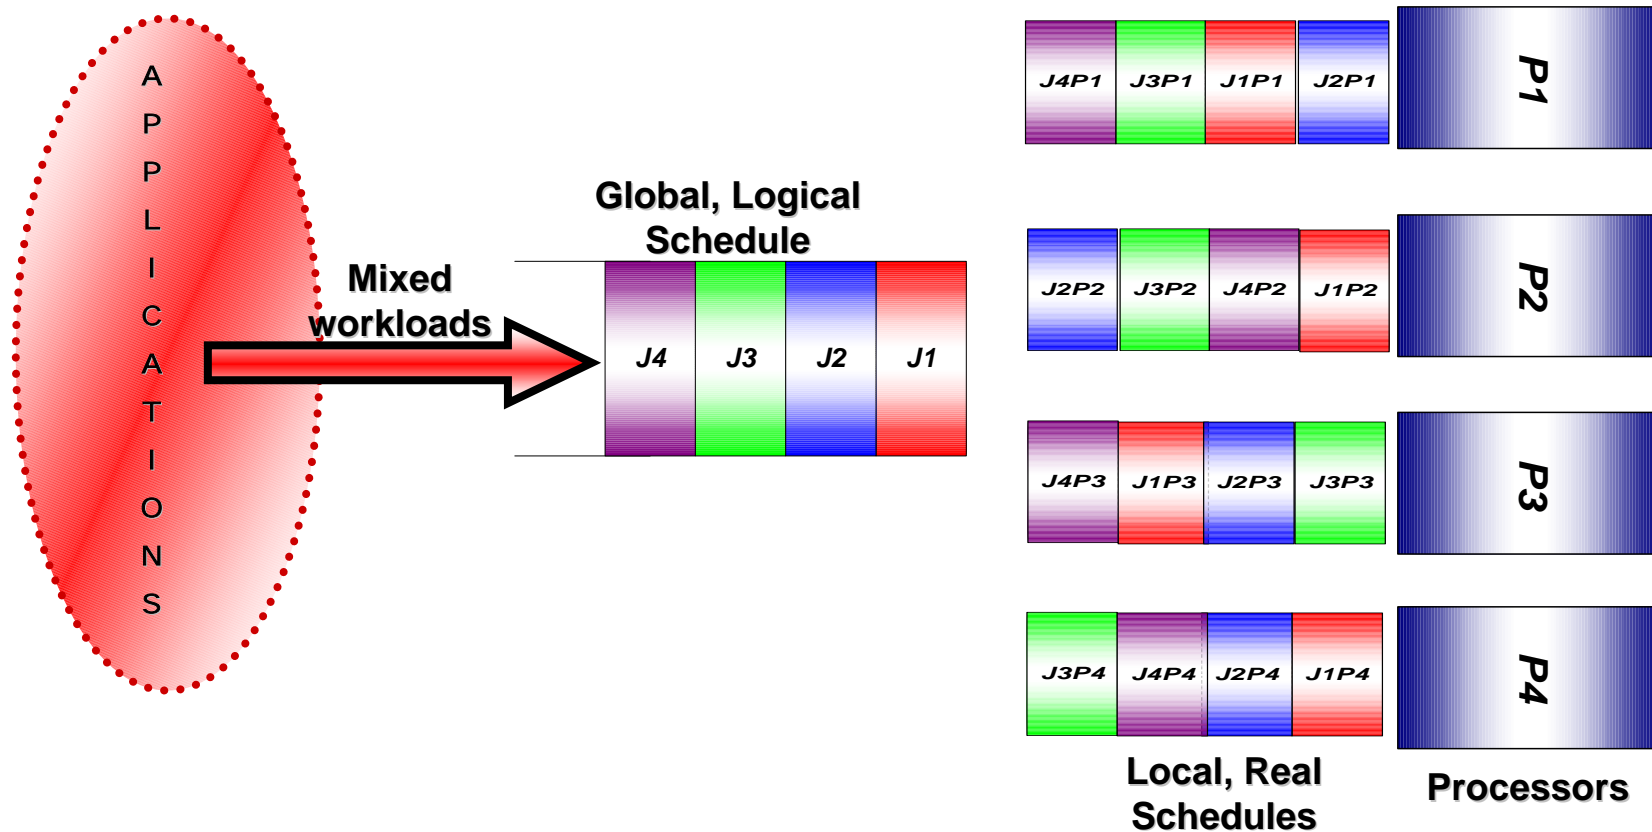 APPLICATIONS
Mixed
workloads
Global, Logical
Schedule
J4 J3 J2 J1
J4P1 J3P1 J1P1 J2P1 P1
J2P2 J3P2 J4P2 J1P2 P2
J4P3 J1P3 J2P3 J3P3 P3
J3P4 J4P4 J2P4 J1P4 P4
Local, Real
Schedules
Processors